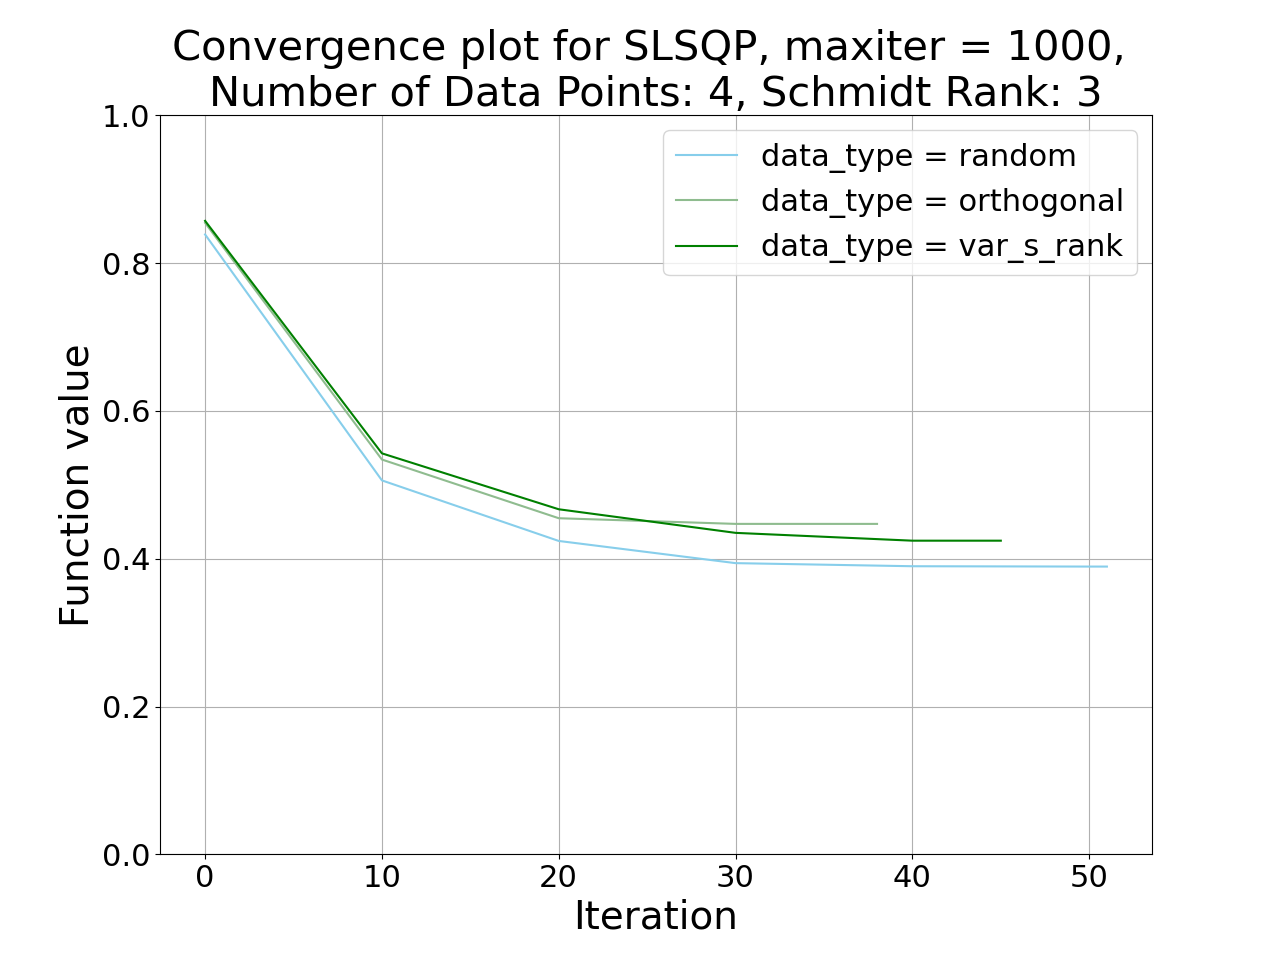 Convergence plot for SLSQP, maxiter = 1000,
Number of Data Points: 4, Schmidt Rank: 3
data_type = random
data_type = orthogonal
data_type = var_s_rank
Function value
1.0
0.8
0.6
0.4
0.2
0.0
0 10 20 30 40 50
Iteration